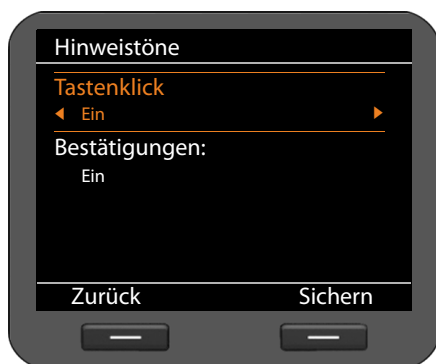 Hinweistöne
Tastenklick
Ein
Bestätigungen:
Ein
Zurück Sichern